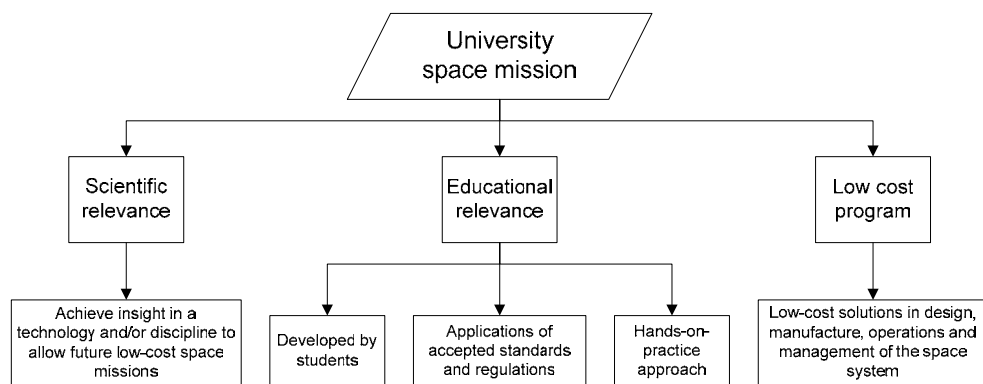 University
space mission
Scientific
relevance
Educational
relevance
Low cost
program
Achieve insight in a
technology and/or discipline to
allow future low-cost space
missions
Developed by
students
Applications of
accepted standards
and regulations
Hands-on-
practice
approach
Low-cost solutions in design,
manufacture, operations and
management of the space
system